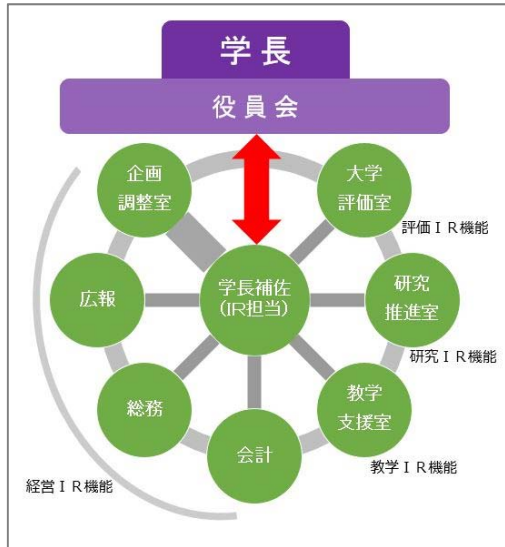 学長
役員会
企画
調整室
大学
評価室
評価ＩＲ機能
広報
学長補佐
(IR担当)
研究
推進室
研究ＩＲ機能
総務
教学
支援室
会計
教学ＩＲ機能
経営ＩＲ機能